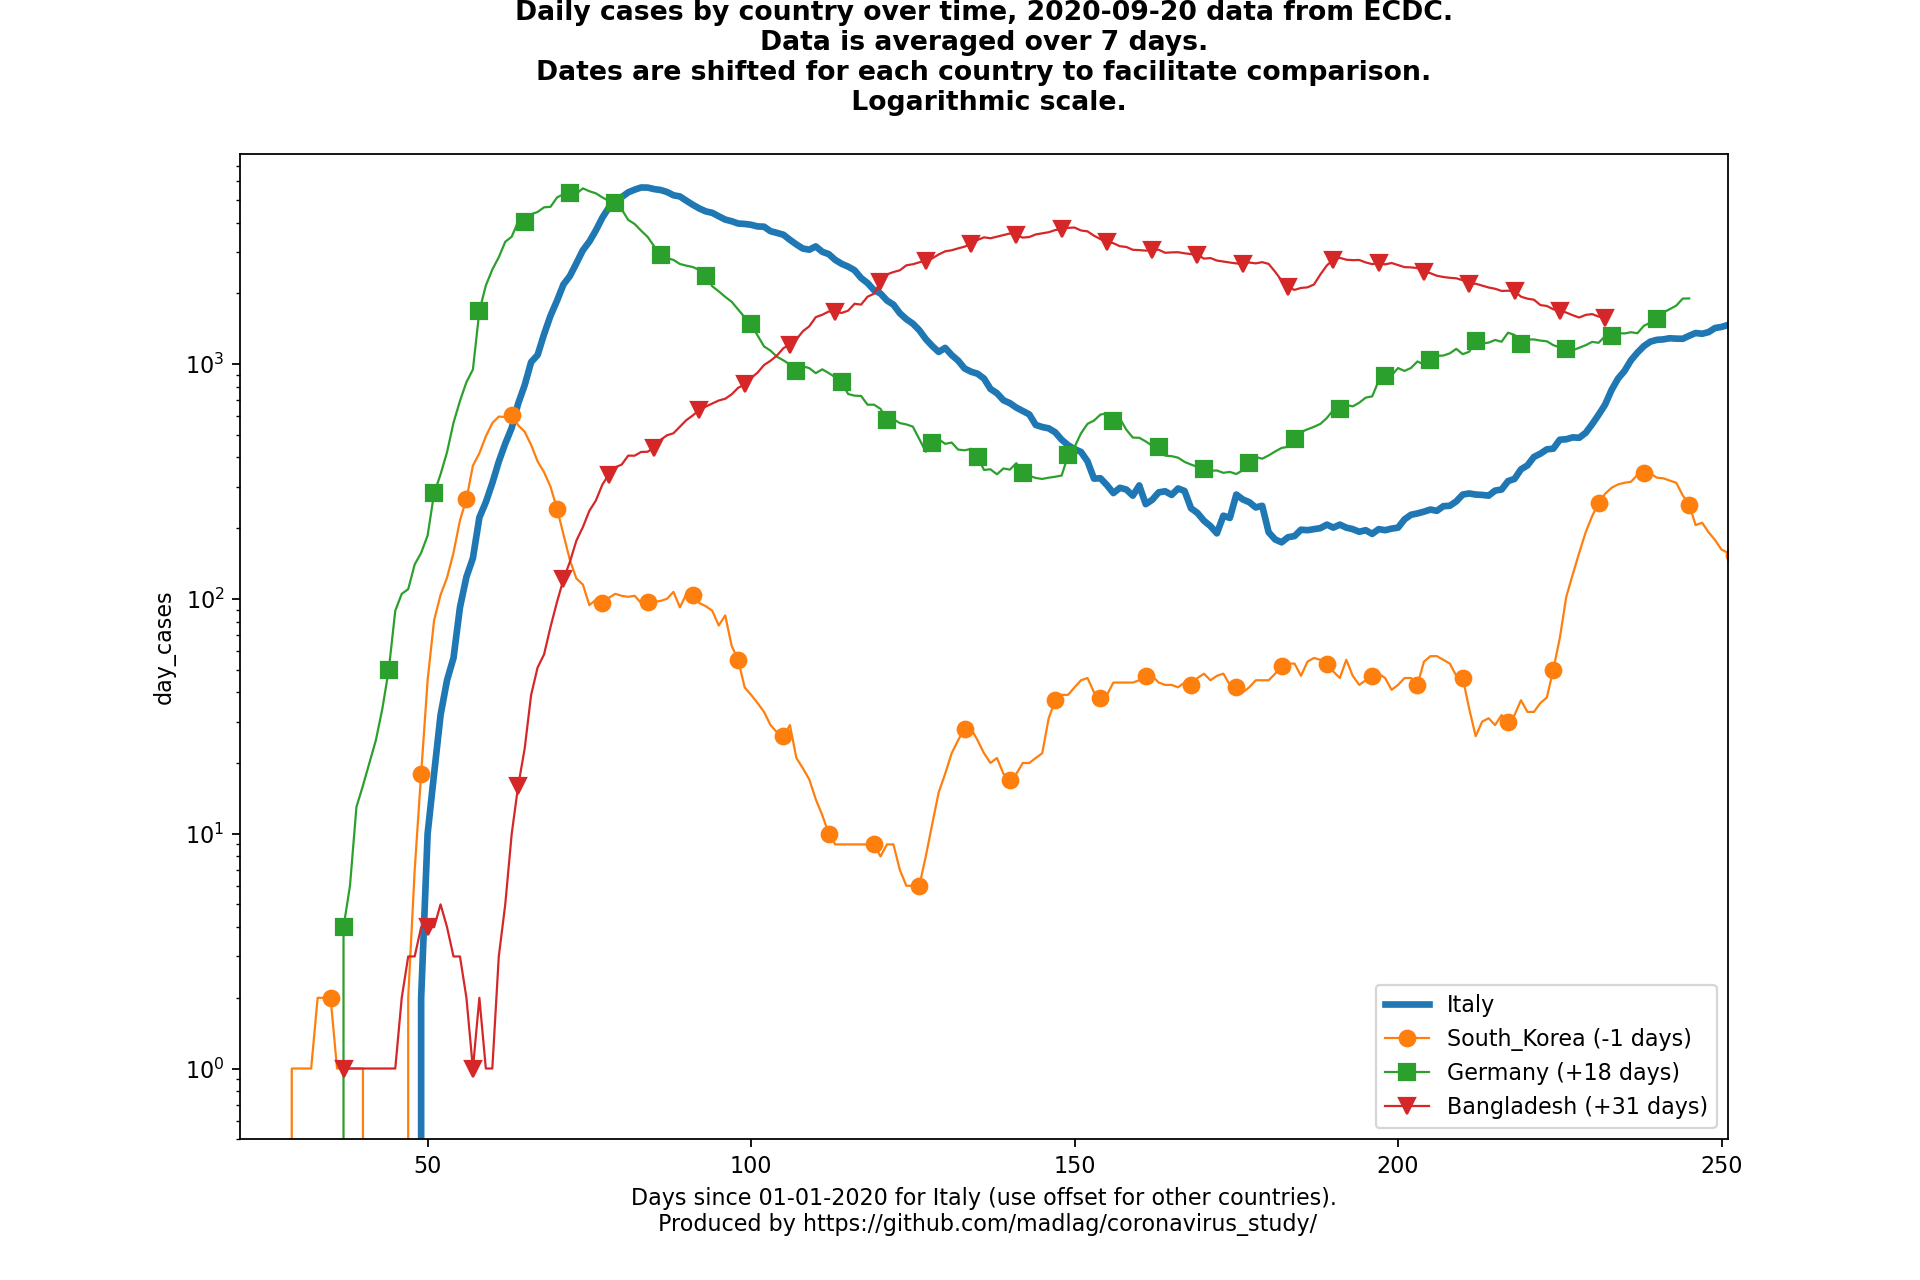 Daily cases by country over time, 2020-09-20 data from ECDC.
Data is averaged over 7 days.
Dates are shifted for each country to facilitate comparison.
Logarithmic scale.
day_cases
10³
10²
10¹
10⁰
50 100 150 200 250
Italy
South_Korea (-1 days)
Germany (+18 days)
Bangladesh (+31 days)
Days since 01-01-2020 for Italy (use offset for other countries).
Produced by https://github.com/madlag/coronavirus_study/